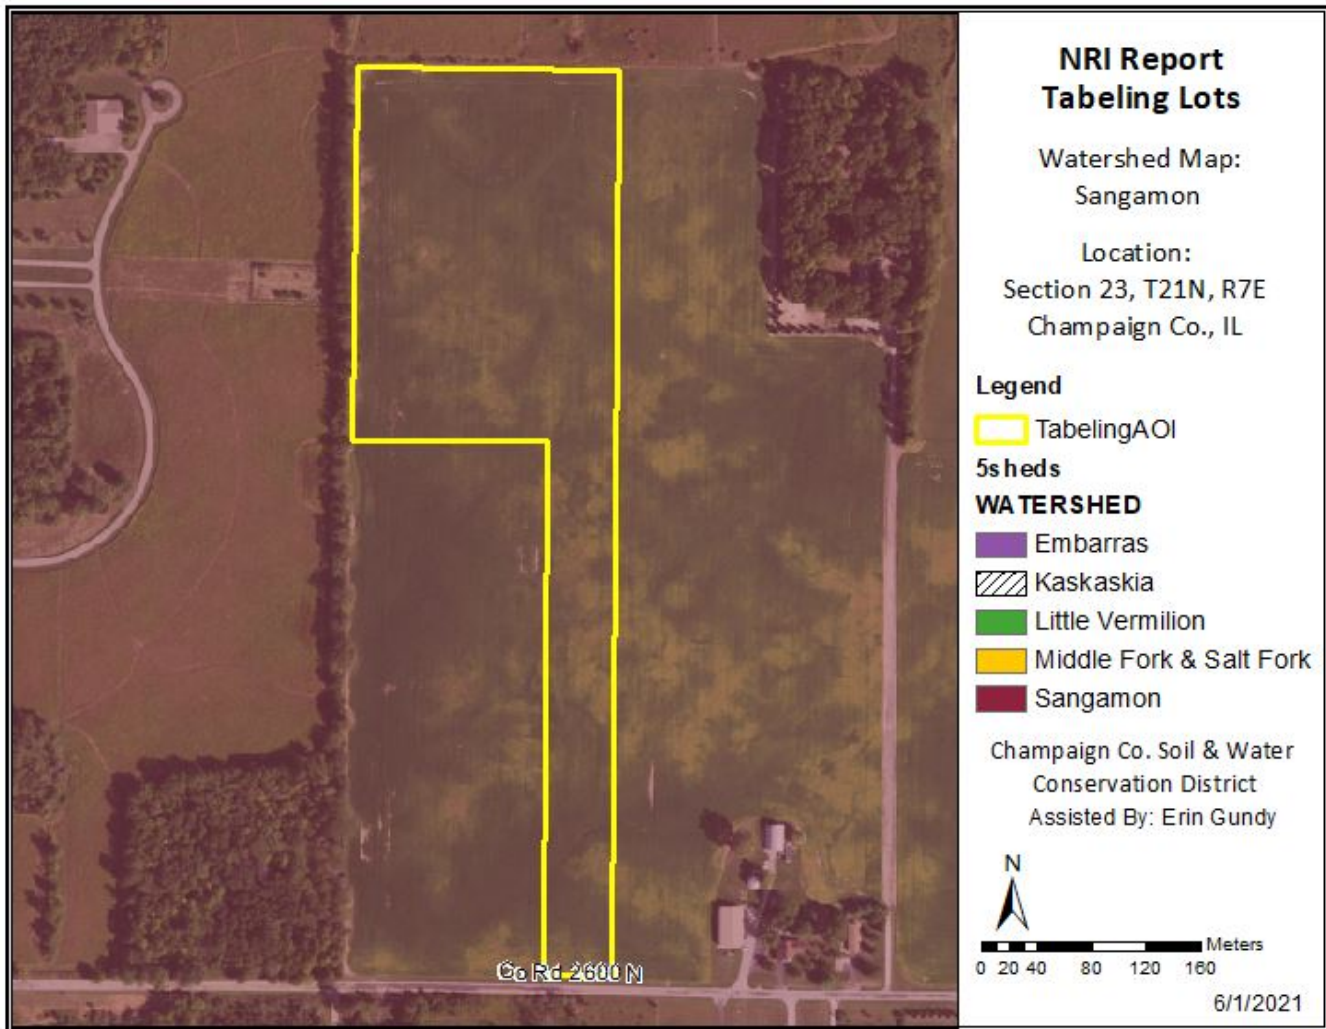 NRI Report
Tabeling Lots
Watershed Map:
Sangamon
Location:
Section 23, T21N, R7E
Champaign Co., IL
Legend
TabelingAOI
5sheds
WATERSHED
Embarras
Kaskaskia
Little Vermilion
Middle Fork & Salt Fork
Sangamon
Champaign Co. Soil & Water
Conservation District
Assisted By: Erin Gundy
N
Meters
0 20 40 80 120 160
6/1/2021
Co Rd 2600 N